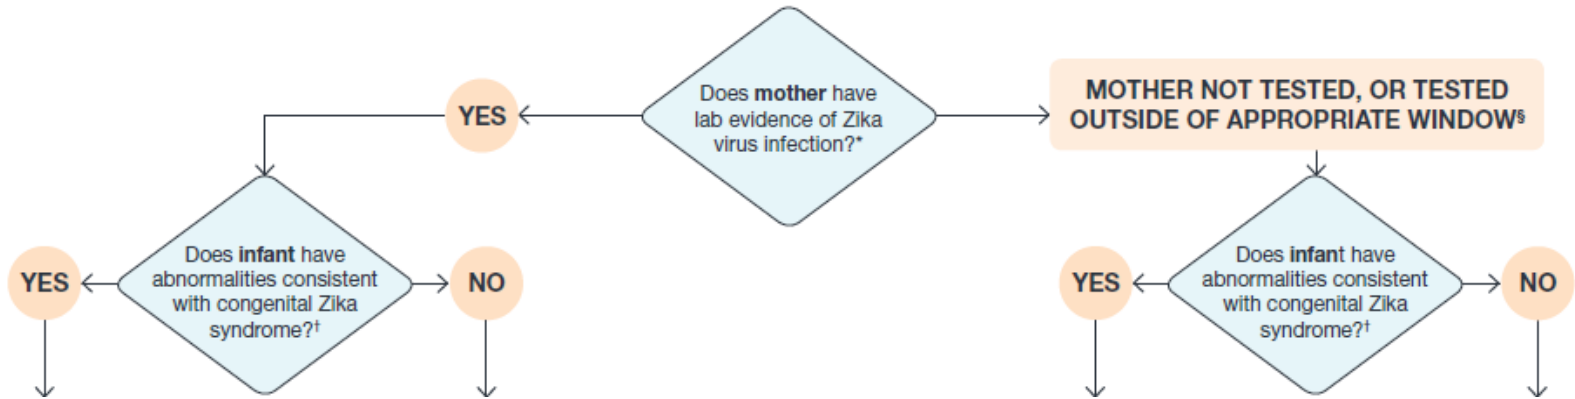 Does mother have
lab evidence of Zika
virus infection?*
YES
MOTHER NOT TESTED, OR TESTED
OUTSIDE OF APPROPRIATE WINDOW§
Does infant have
abnormalities consistent
with congenital Zika
syndrome?†
YES
NO
Does infant have
abnormalities consistent
with congenital Zika
syndrome?†
YES
NO